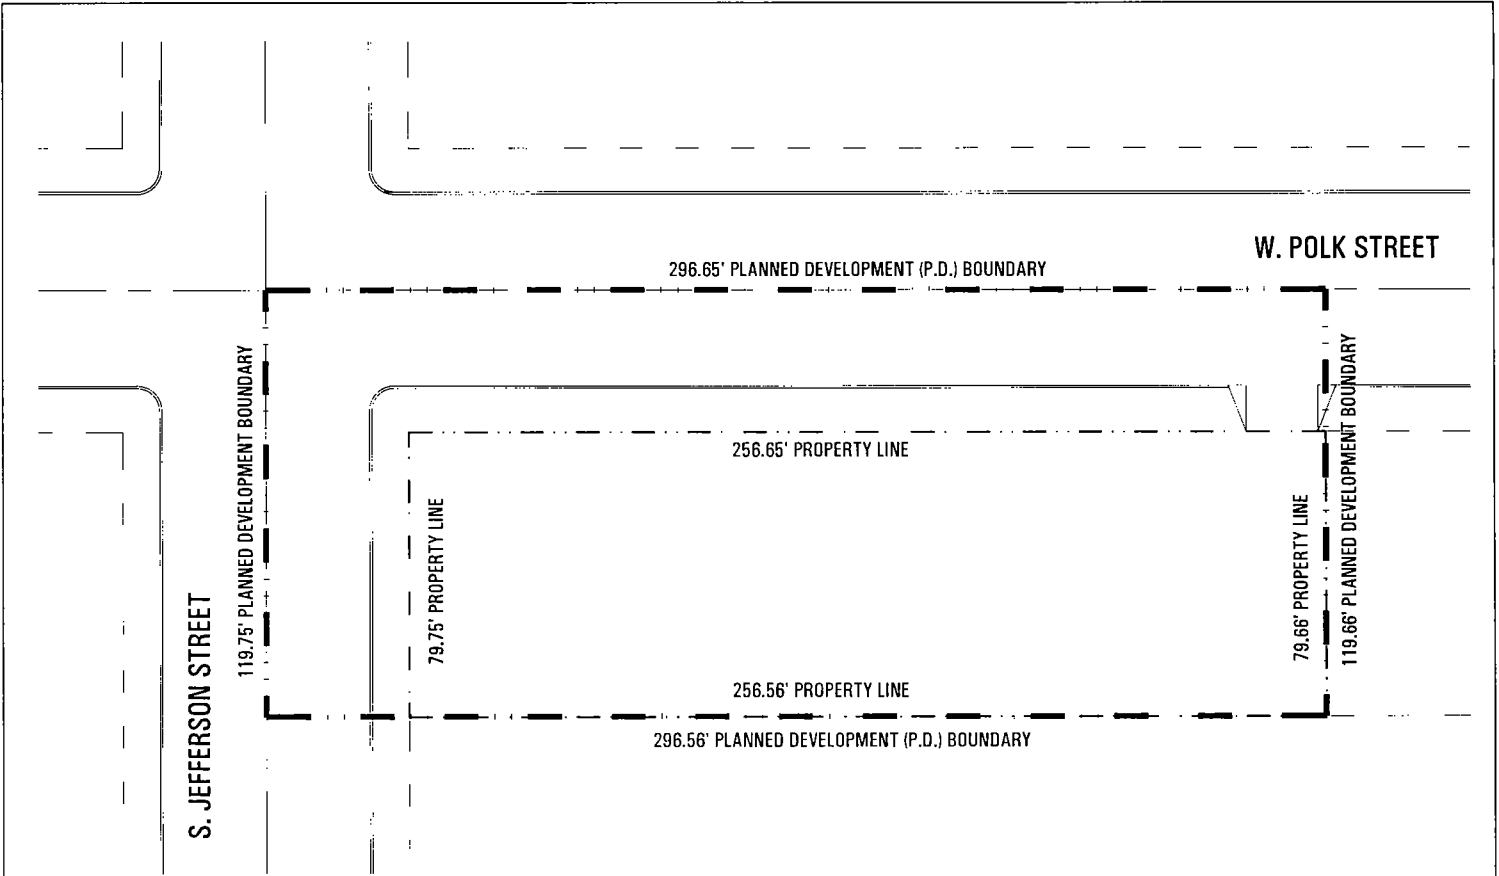 W. POLK STREET
296.65' PLANNED DEVELOPMENT (P.D.) BOUNDARY
119.75' PLANNED DEVELOPMENT BOUNDARY
119.66' PLANNED DEVELOPMENT BOUNDARY
256.65' PROPERTY LINE
79.75' PROPERTY LINE
79.66' PROPERTY LINE
S. JEFFERSON STREET
256.56' PROPERTY LINE
296.56' PLANNED DEVELOPMENT (P.D.) BOUNDARY